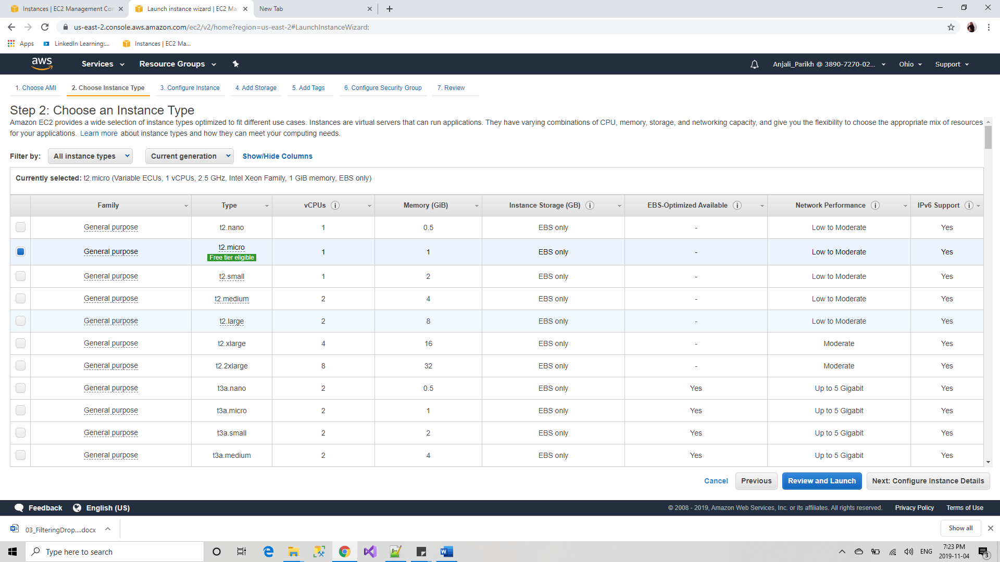 Instances | EC2 Management Con
Launch instance wizard | EC2 Ma
New Tab
us-east-2.console.aws.amazon.com/ec2/v2/home?region=us-east-2#LaunchInstanceWizard:
Apps
LinkedIn Learning:...
Instances | EC2 Ma...
aws
Services
Resource Groups
Anjali_Parikh @ 3890-7270-02...
Ohio
Support
1. Choose AMI
2. Choose Instance Type
3. Configure Instance
4. Add Storage
5. Add Tags
6. Configure Security Group
7. Review
Step 2: Choose an Instance Type
Amazon EC2 provides a wide selection of instance types optimized to fit different use cases. Instances are virtual servers that can run applications. They have varying combinations of CPU, memory, storage, and networking capacity, and give you the flexibility to choose the appropriate mix of resources
for your applications. Learn more about instance types and how they can meet your computing needs.
Filter by: All instance types Current generation Show/Hide Columns
Currently selected: t2.micro (Variable ECUs, 1 vCPUs, 2.5 GHz, Intel Xeon Family, 1 GiB memory, EBS only)
Family Type vCPUs i Memory (GiB) Instance Storage (GB) i EBS-Optimized Available i Network Performance i IPv6 Support i
General purpose t2.nano 1 0.5 EBS only - Low to Moderate Yes
General purpose t2.micro 1 1 EBS only - Low to Moderate Yes
Free tier eligible
General purpose t2.small 1 2 EBS only - Low to Moderate Yes
General purpose t2.medium 2 4 EBS only - Low to Moderate Yes
General purpose t2.large 2 8 EBS only - Low to Moderate Yes
General purpose t2.xlarge 4 16 EBS only - Moderate Yes
General purpose t2.2xlarge 8 32 EBS only - Moderate Yes
General purpose t3a.nano 2 0.5 EBS only Yes Up to 5 Gigabit Yes
General purpose t3a.micro 2 1 EBS only Yes Up to 5 Gigabit Yes
General purpose t3a.small 2 2 EBS only Yes Up to 5 Gigabit Yes
General purpose t3a.medium 2 4 EBS only Yes Up to 5 Gigabit Yes
Cancel Previous Review and Launch Next: Configure Instance Details
Feedback English (US) © 2008 - 2019, Amazon Web Services, Inc. or its affiliates. All rights reserved. Privacy Policy Terms of Use
03_FilteringDrop....docx
Show all
Type here to search
ENG
7:23 PM
2019-11-04
3